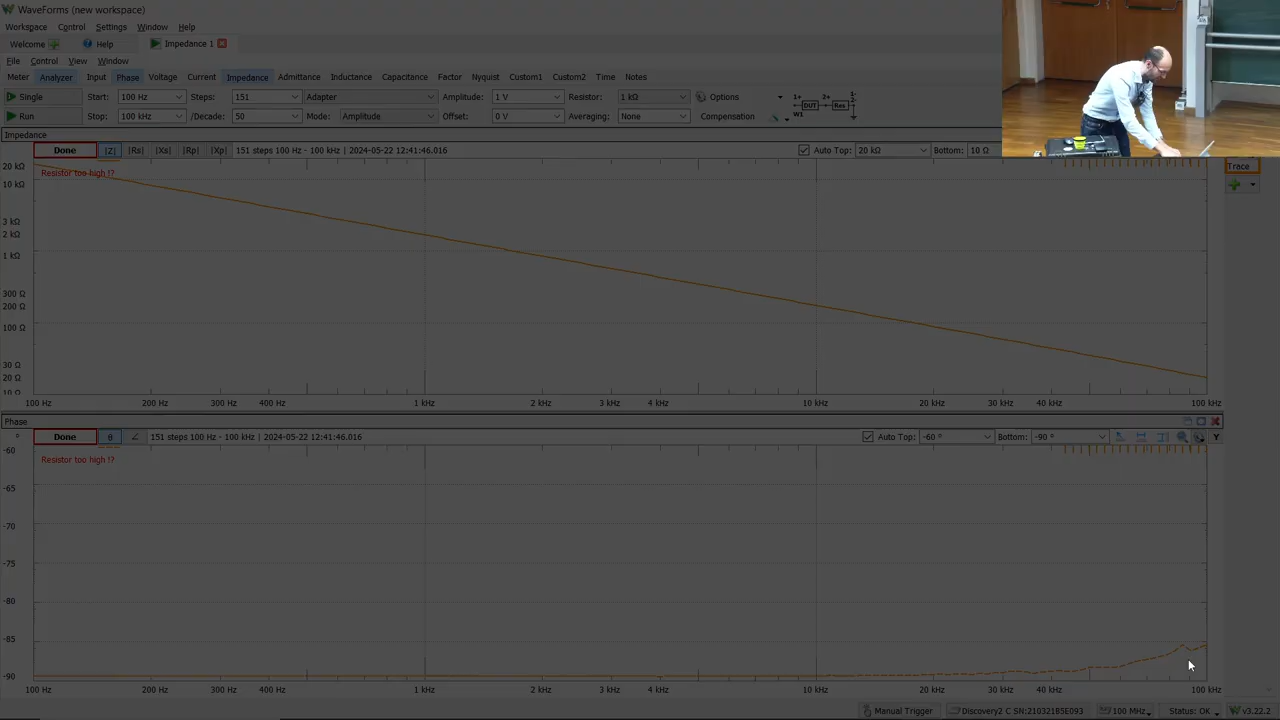 WaveForms (new workspace)
Workspace Control Settings Window Help
Welcome Help Impedance 1
File Control View Window
Meter Analyzer Input Phase Voltage Current Impedance Admittance Inductance Capacitance Factor Nyquist Custom1 Custom2 Time Notes
Single Start: 100 Hz Steps: 151 Adapter Amplitude: 1 V Resistor: 1 kΩ Options
Run Stop: 100 kHz /Decade: 50 Mode: Amplitude Offset: 0 V Averaging: None Compensation
1+ 2+ 1-
DUT Res
W1
Impedance
Done |Z| |Rs| |Xs| |Rp| |Xp| 151 steps 100 Hz - 100 kHz | 2024-05-22 12:41:46.016 Auto Top: 20 kΩ Bottom: 10 Ω
Trace
20 kΩ
Resistor too high !?
10 kΩ
3 kΩ
2 kΩ
1 kΩ
300 Ω
200 Ω
100 Ω
30 Ω
20 Ω
10 Ω
100 Hz 200 Hz 300 Hz 400 Hz 1 kHz 2 kHz 3 kHz 4 kHz 10 kHz 20 kHz 30 kHz 40 kHz 100 kHz
Phase
° Done θ ∠ 151 steps 100 Hz - 100 kHz | 2024-05-22 12:41:46.016 Auto Top: -60 ° Bottom: -90 ° Y
-60
Resistor too high !?
-65
-70
-75
-80
-85
-90
100 Hz 200 Hz 300 Hz 400 Hz 1 kHz 2 kHz 3 kHz 4 kHz 10 kHz 20 kHz 30 kHz 40 kHz 100 kHz
Manual Trigger Discovery2 C SN:210321B5E093 100 MHz Status: OK v3.22.2